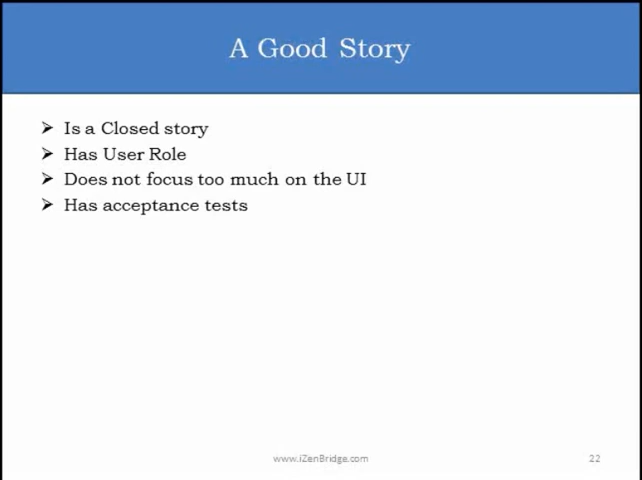 A Good Story
➢ Is a Closed story
➢ Has User Role
➢ Does not focus too much on the UI
➢ Has acceptance tests
www.iZenBridge.com
22